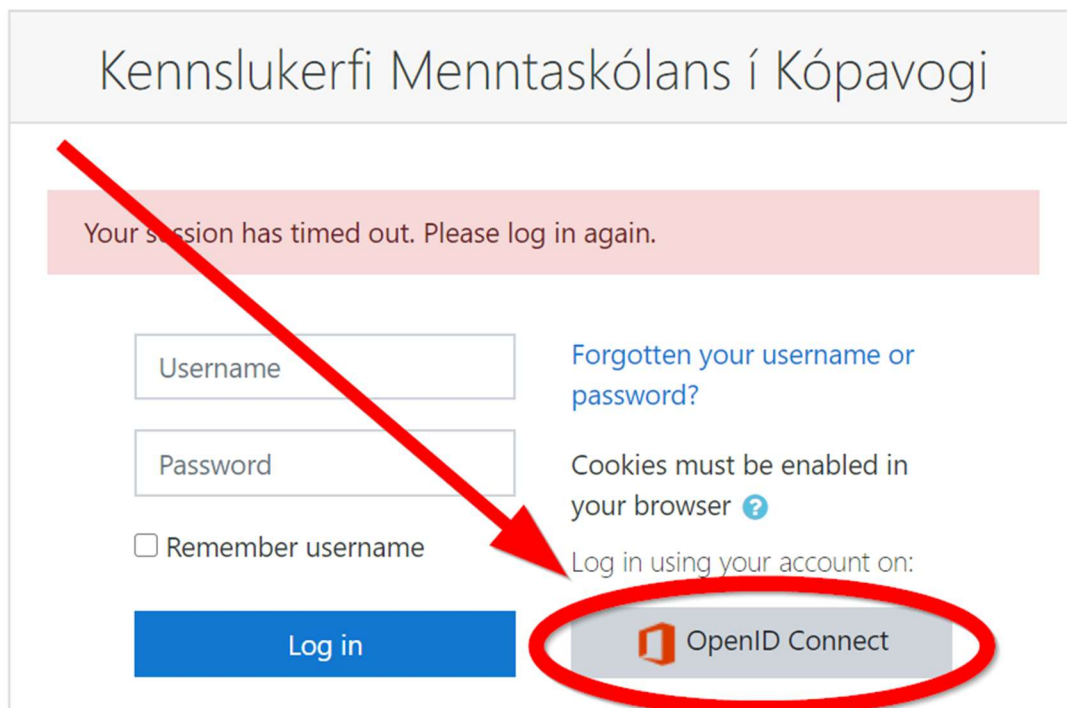 Kennslukerfi Menntaskólans í Kópavogi
Your session has timed out. Please log in again.
Username
Password
Remember username
Log in
Forgotten your username or
password?
Cookies must be enabled in
your browser
Log in using your account on:
OpenID Connect